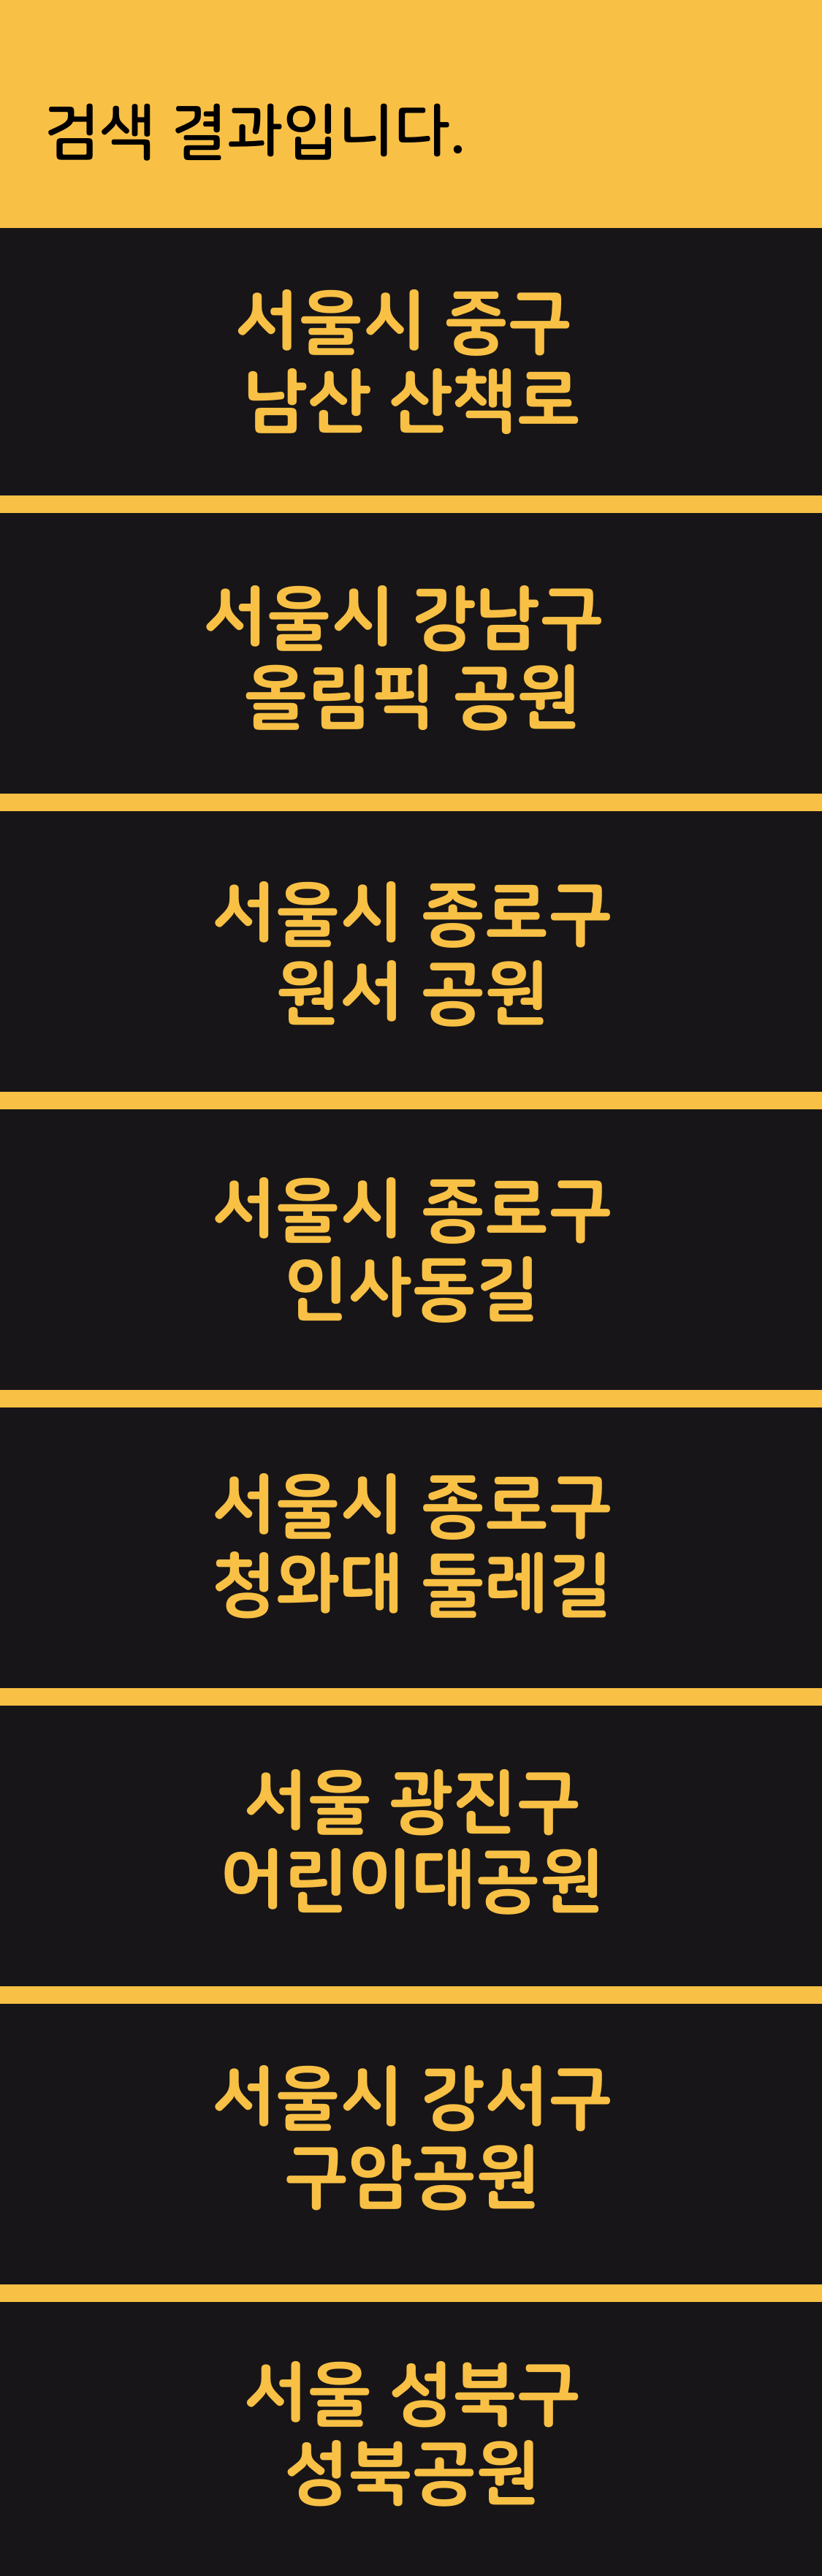 검색 결과입니다.
서울시 중구
남산 산책로
서울시 강남구
올림픽 공원
서울시 종로구
원서 공원
서울시 종로구
인사동길
서울시 종로구
청와대 둘레길
서울 광진구
어린이대공원
서울시 강서구
구암공원
서울 성북구
성북공원